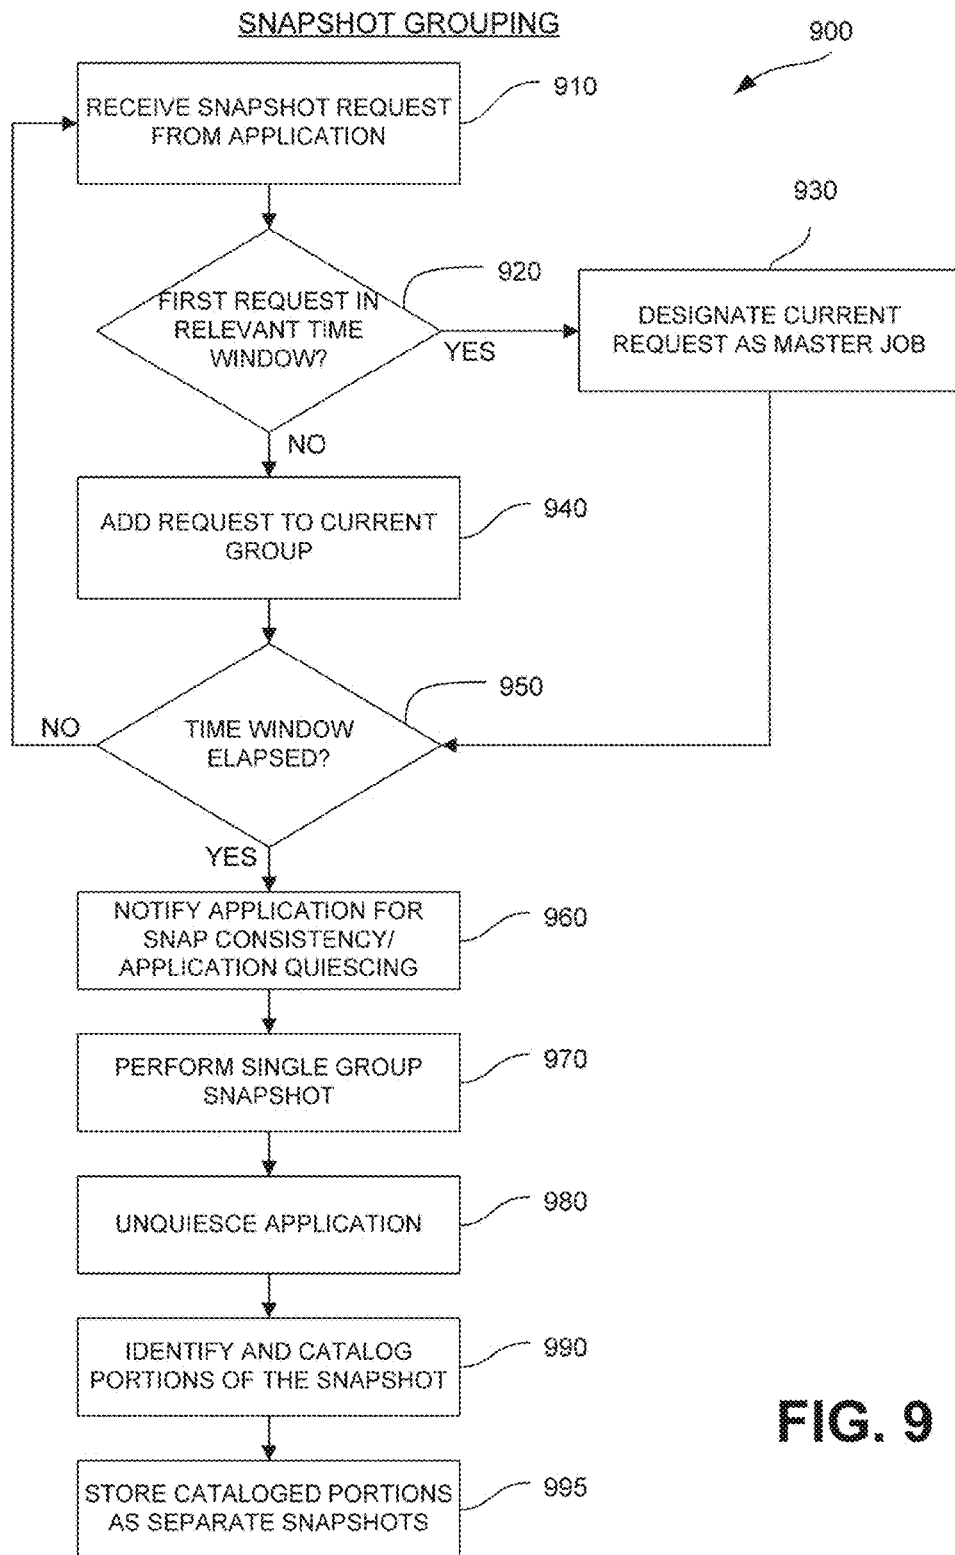 SNAPSHOT GROUPING
900
RECEIVE SNAPSHOT REQUEST
FROM APPLICATION
910
930
FIRST REQUEST IN
RELEVANT TIME
WINDOW?
920
YES
DESIGNATE CURRENT
REQUEST AS MASTER JOB
NO
ADD REQUEST TO CURRENT
GROUP
940
TIME WINDOW
ELAPSED?
950
NO
YES
NOTIFY APPLICATION FOR
SNAP CONSISTENCY/
APPLICATION QUIESCING
960
PERFORM SINGLE GROUP
SNAPSHOT
970
UNQUIESCE APPLICATION
980
IDENTIFY AND CATALOG
PORTIONS OF THE SNAPSHOT
990
STORE CATALOGED PORTIONS
AS SEPARATE SNAPSHOTS
995
FIG. 9